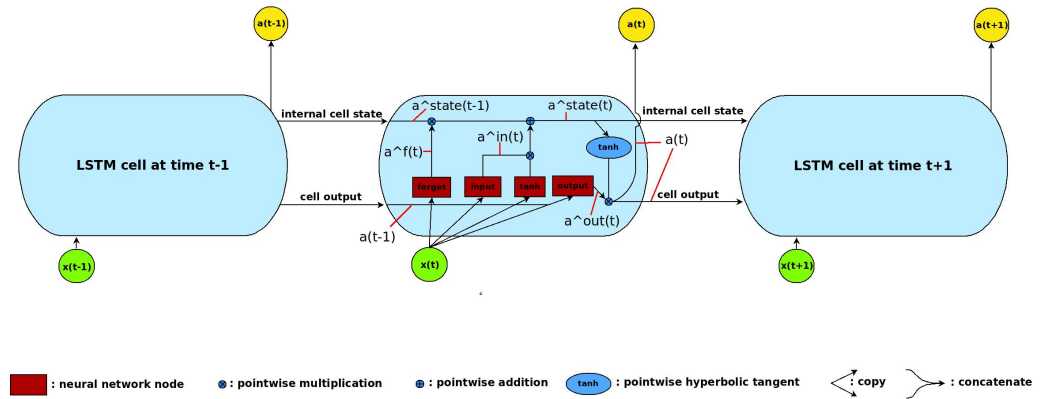 a(t-1)
a(t)
a(t+1)
internal cell state
a^state(t-1)
a^state(t)
internal cell state
a^in(t)
a^f(t)
tanh
a(t)
LSTM cell at time t-1
LSTM cell at time t+1
forget
input
tanh
output
cell output
cell output
a^out(t)
a(t-1)
x(t-1)
x(t)
x(t+1)
: neural network node
: pointwise multiplication
: pointwise addition
tanh
: pointwise hyperbolic tangent
: copy
: concatenate